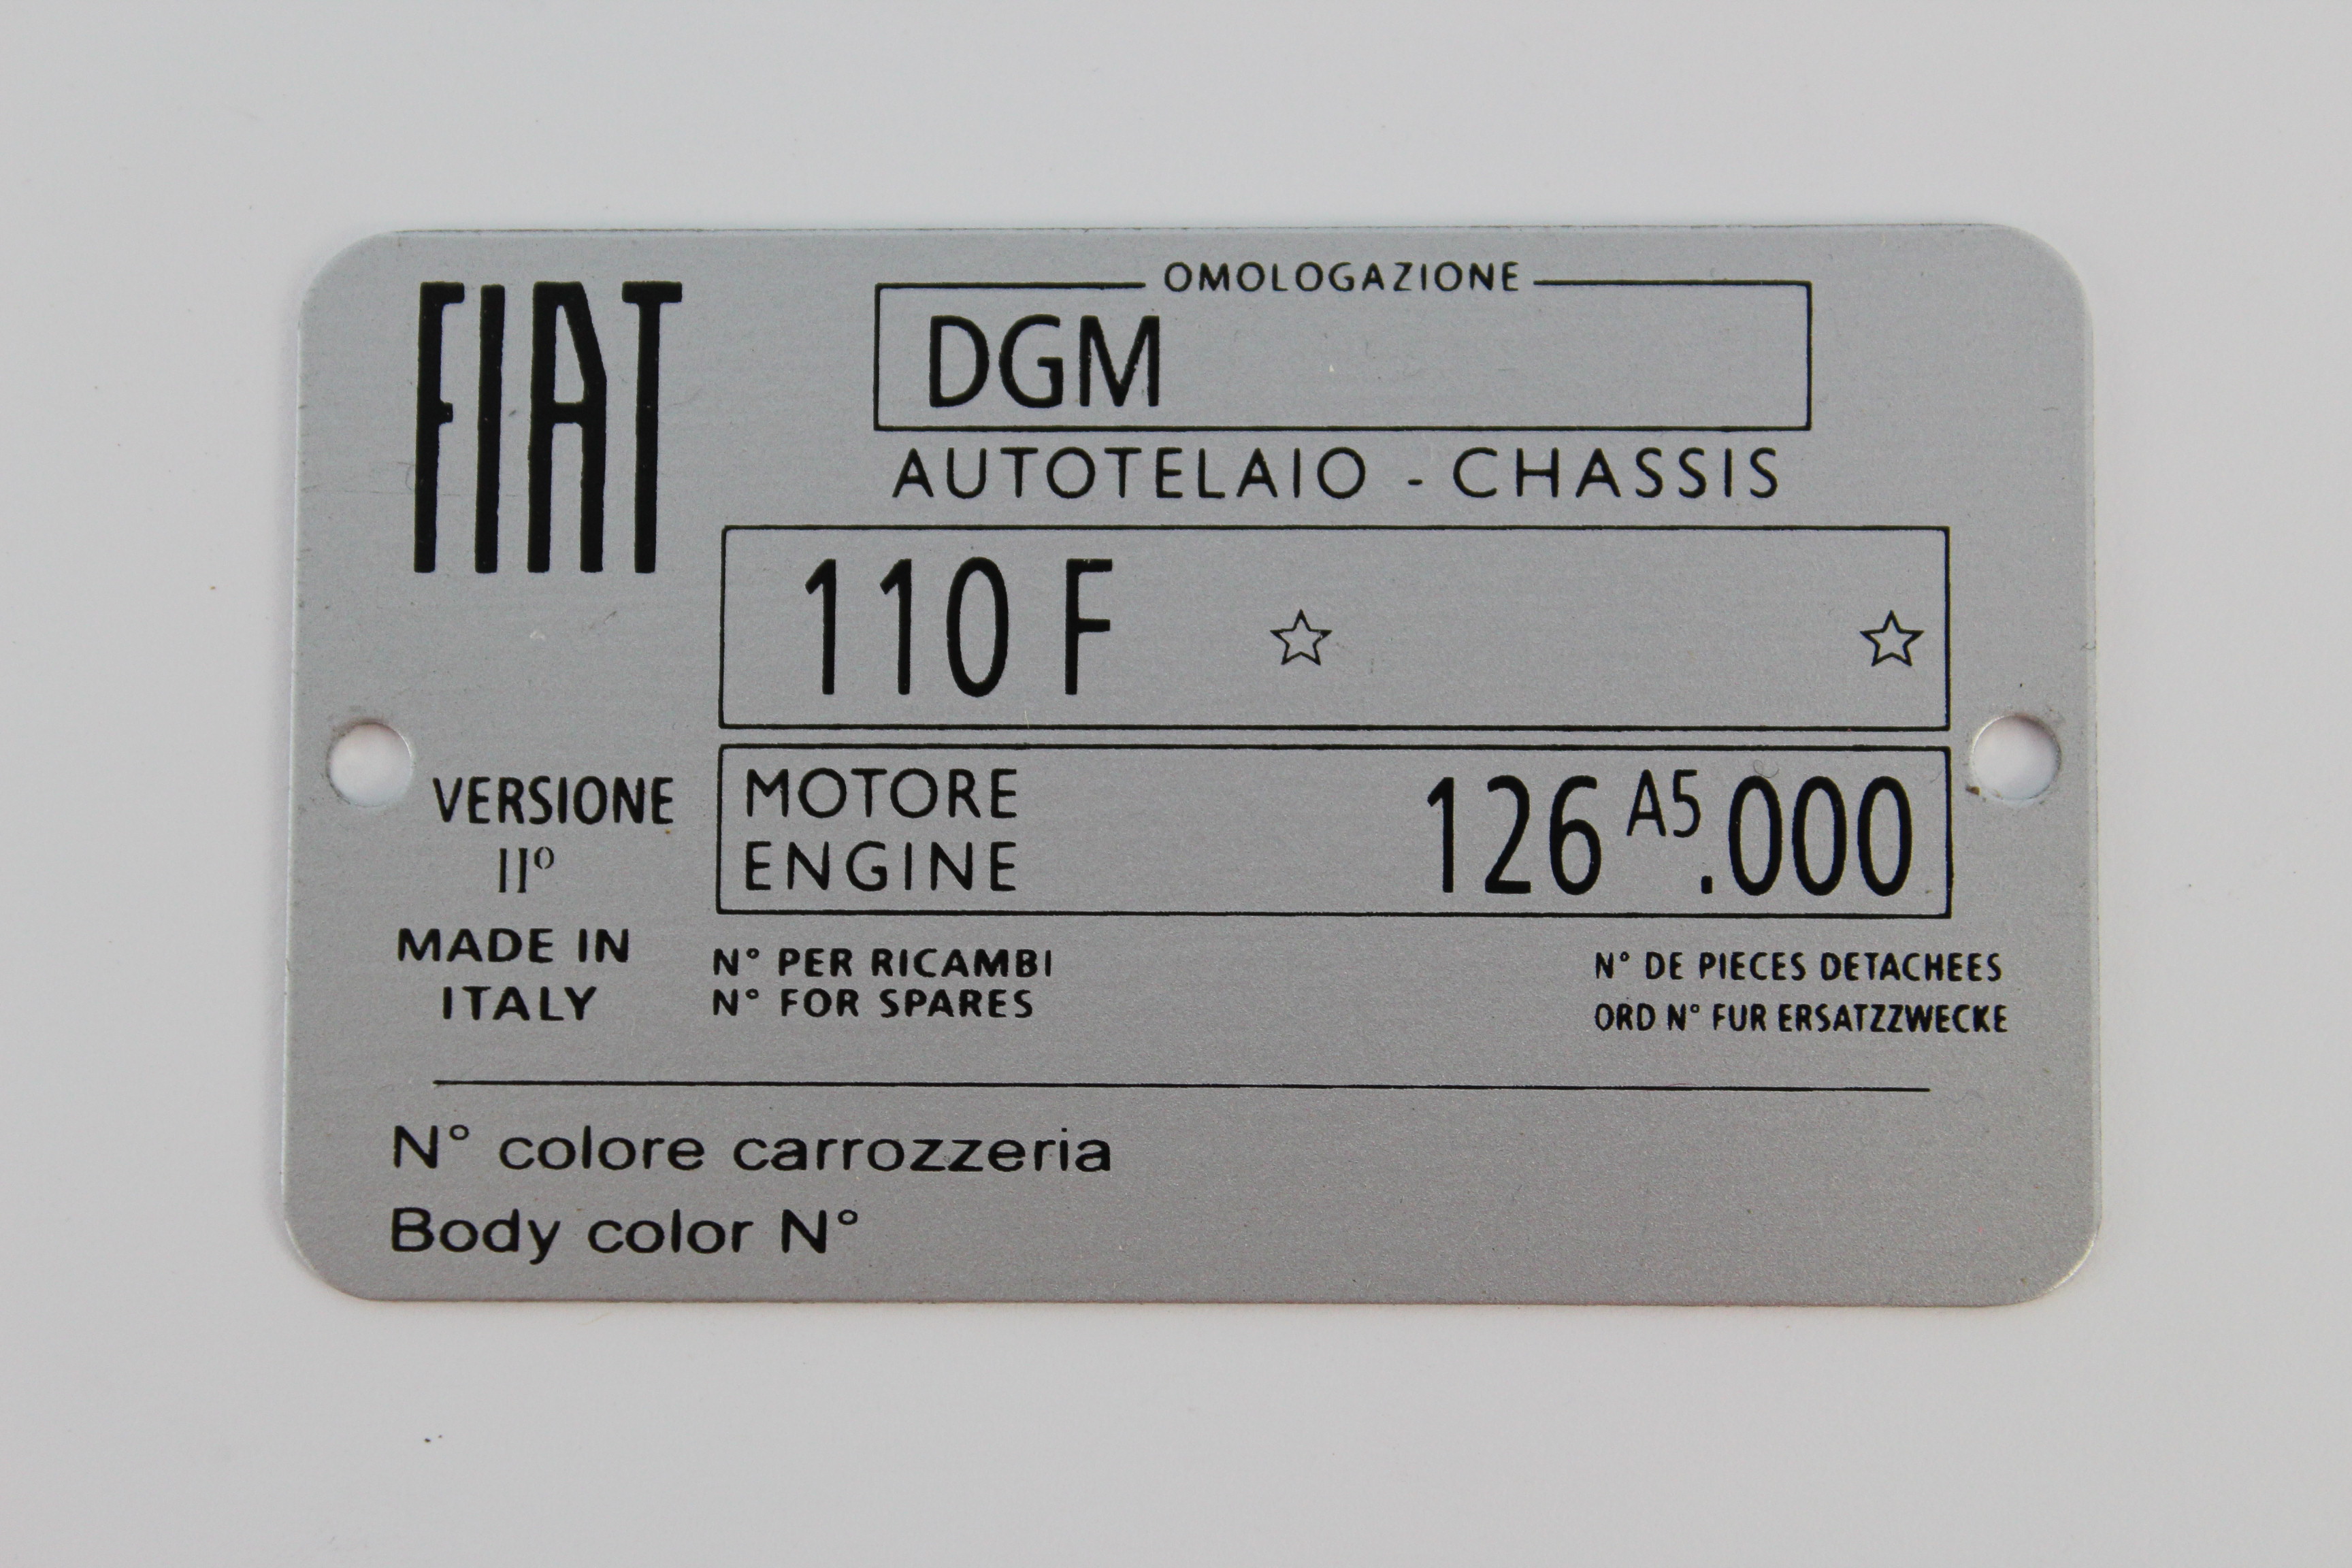 FIAT
OMOLOGAZIONE
DGM
AUTOTELAIO - CHASSIS
110 F ☆ ☆
VERSIONE
IIº
MADE IN
ITALY
MOTORE
ENGINE
126 A5.000
N° PER RICAMBI
N° FOR SPARES
N° DE PIECES DETACHEES
ORD N° FUR ERSATZZWECKE
N° colore carrozzeria
Body color N°